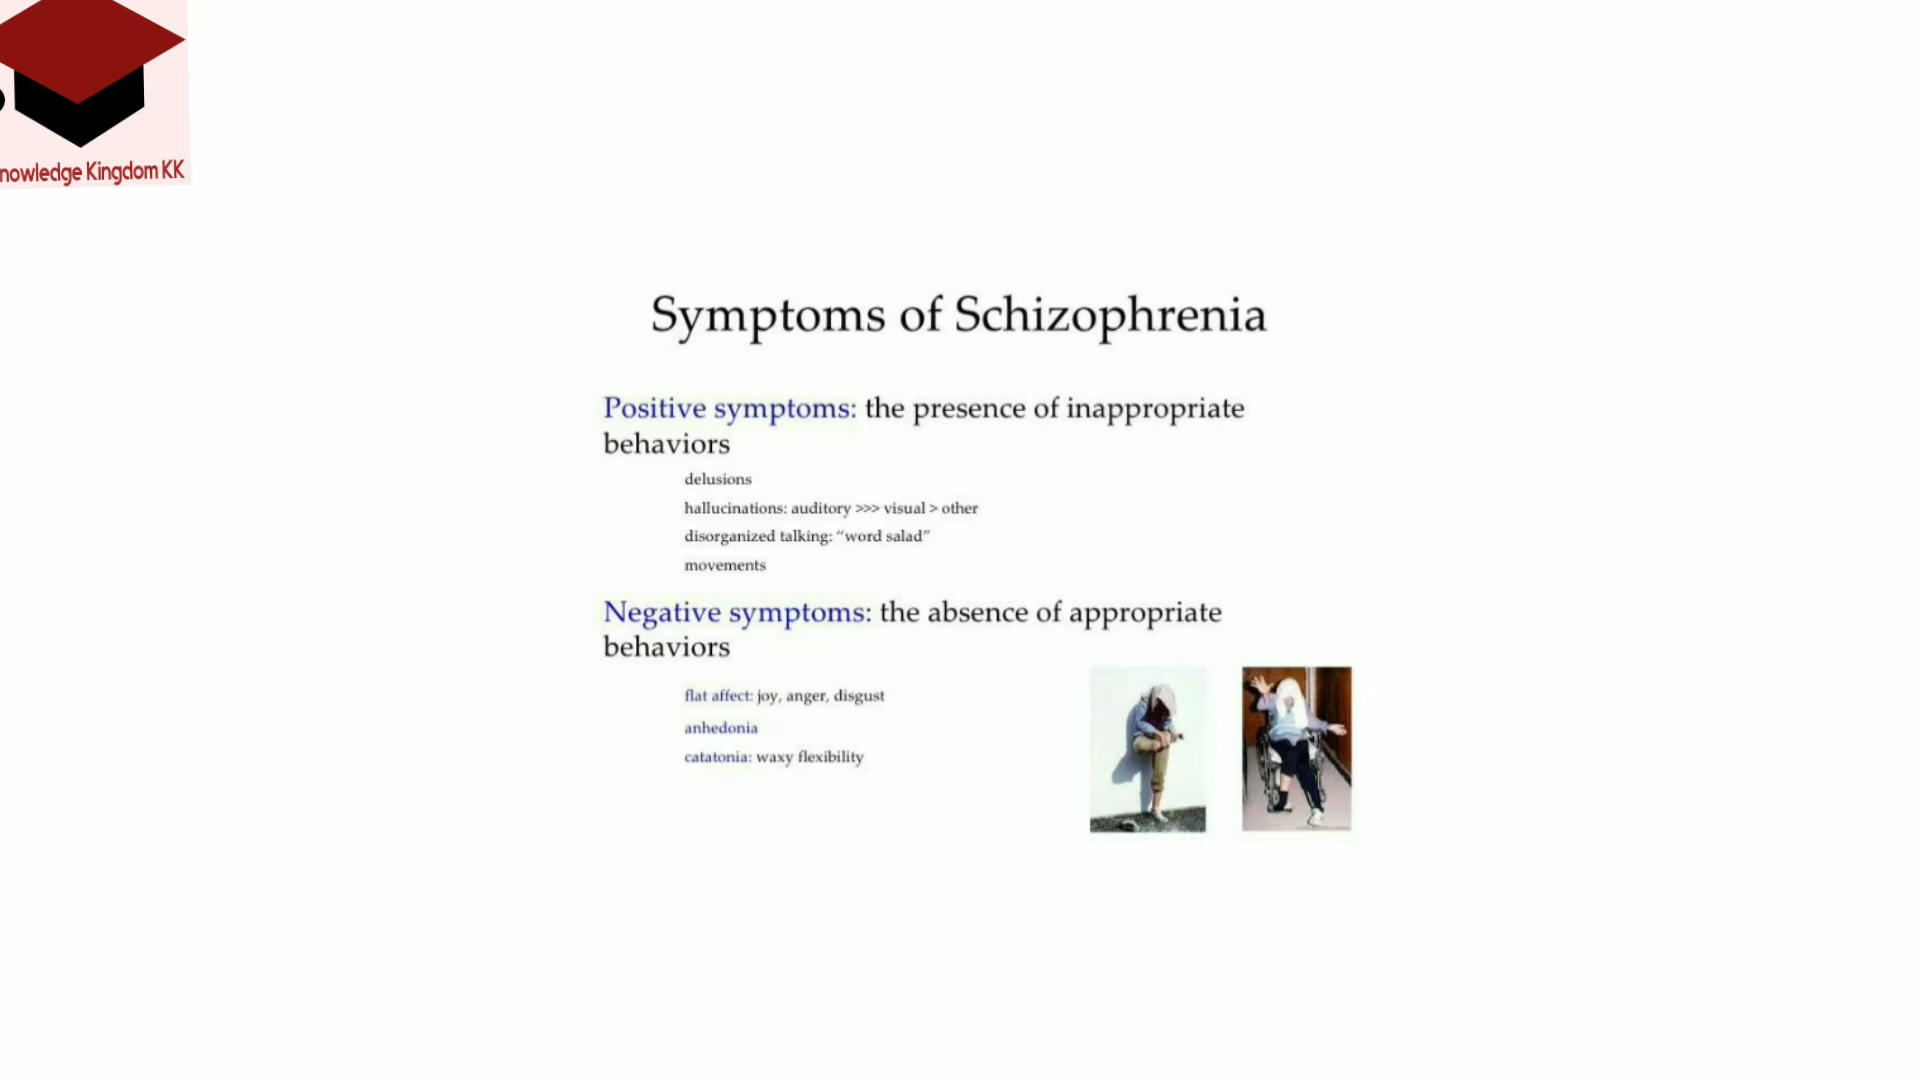 nowledge Kingdom KK
Symptoms of Schizophrenia
Positive symptoms: the presence of inappropriate
behaviors
delusions
hallucinations: auditory >>> visual > other
disorganized talking: “word salad”
movements
Negative symptoms: the absence of appropriate
behaviors
flat affect: joy, anger, disgust
anhedonia
catatonia: waxy flexibility